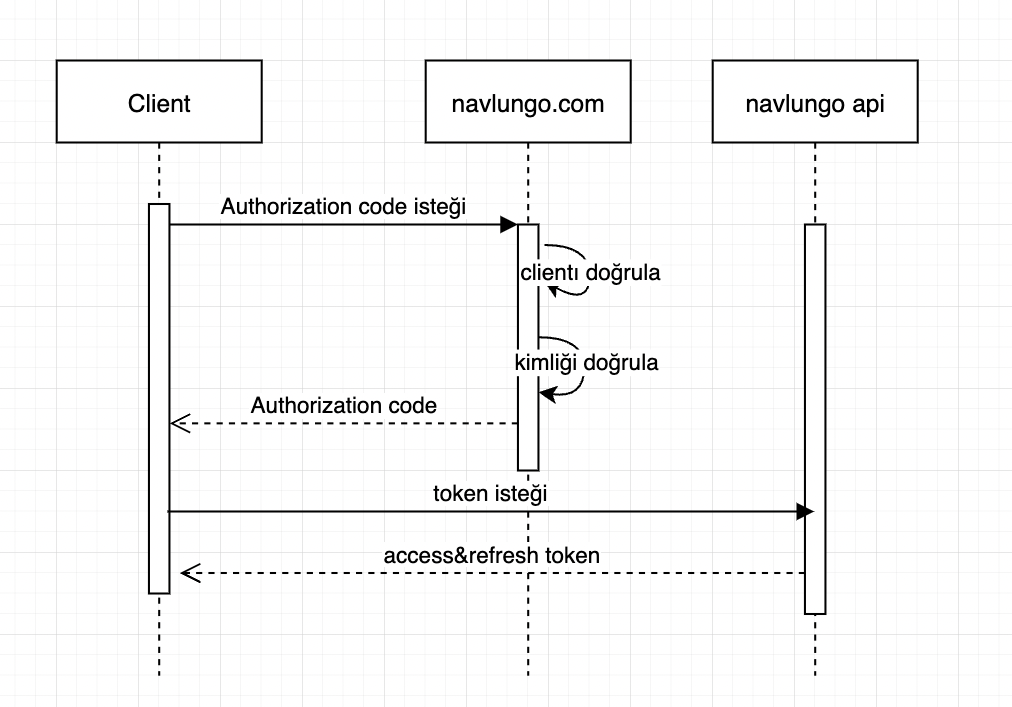 Client
navlungo.com
navlungo api
Authorization code isteği
clientı doğrula
kimliği doğrula
Authorization code
token isteği
access&refresh token